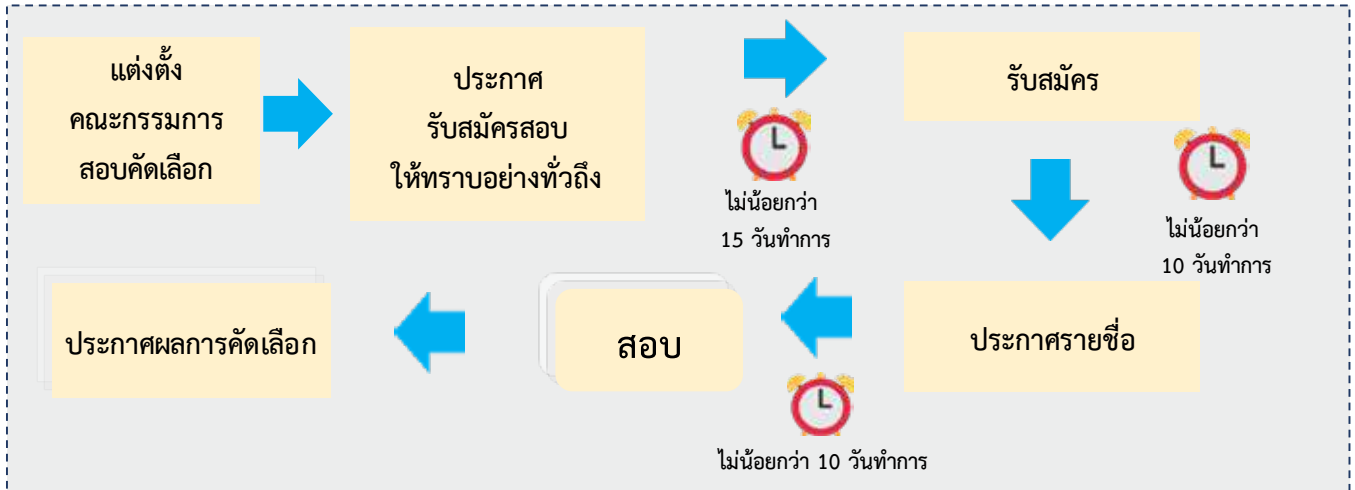 แต่งตั้ง
คณะกรรมการ
สอบคัดเลือก
ประกาศ
รับสมัครสอบ
ให้ทราบอย่างทั่วถึง
ไม่น้อยกว่า
15 วันทำการ
รับสมัคร
ไม่น้อยกว่า
10 วันทำการ
ประกาศรายชื่อ
ไม่น้อยกว่า 10 วันทำการ
สอบ
ประกาศผลการคัดเลือก